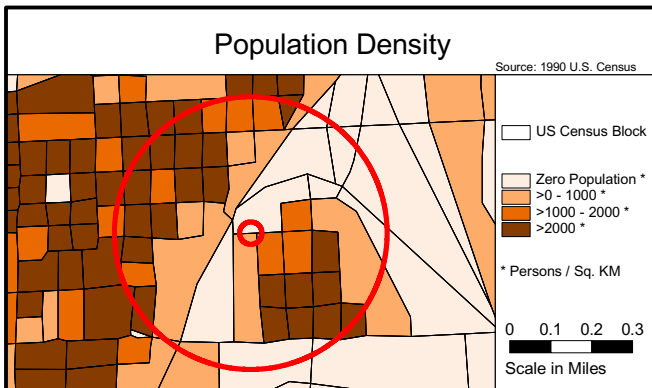 Population Density
Source: 1990 U.S. Census
US Census Block
Zero Population *
>0 - 1000 *
>1000 - 2000 *
>2000 *
* Persons / Sq. KM
0 0.1 0.2 0.3
Scale in Miles